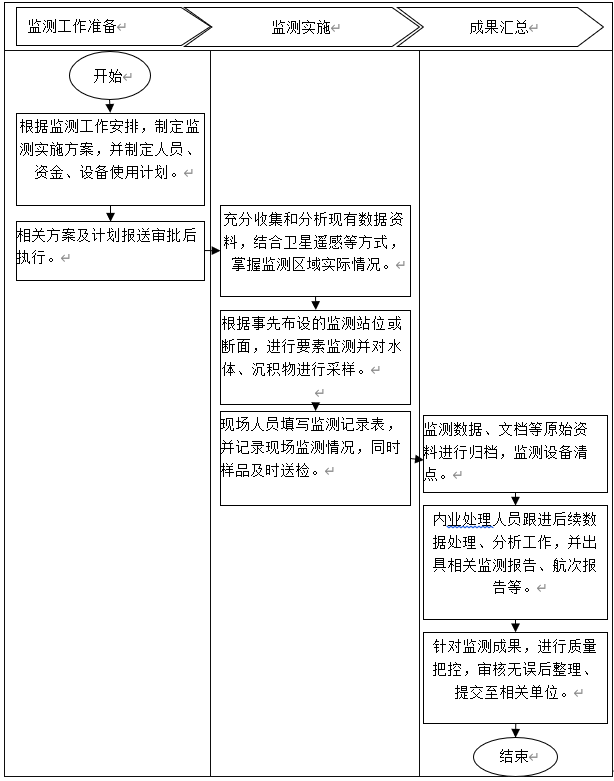 监测工作准备
监测实施
成果汇总
开始
根据监测工作安排，制定监
测实施方案，并制定人员、
资金、设备使用计划。
相关方案及计划报送审批后
执行。
充分收集和分析现有数据资
料，结合卫星遥感等方式，
掌握监测区域实际情况。
根据事先布设的监测站位或
断面，进行要素监测并对水
体、沉积物进行采样。
现场人员填写监测记录表，
并记录现场监测情况，同时
样品及时送检。
监测数据、文档等原始资
料进行归档，监测设备清
点。
内业处理人员跟进后续数
据处理、分析工作，并出
具相关监测报告、航次报
告等。
针对监测成果，进行质量
把控，审核无误后整理、
提交至相关单位。
结束